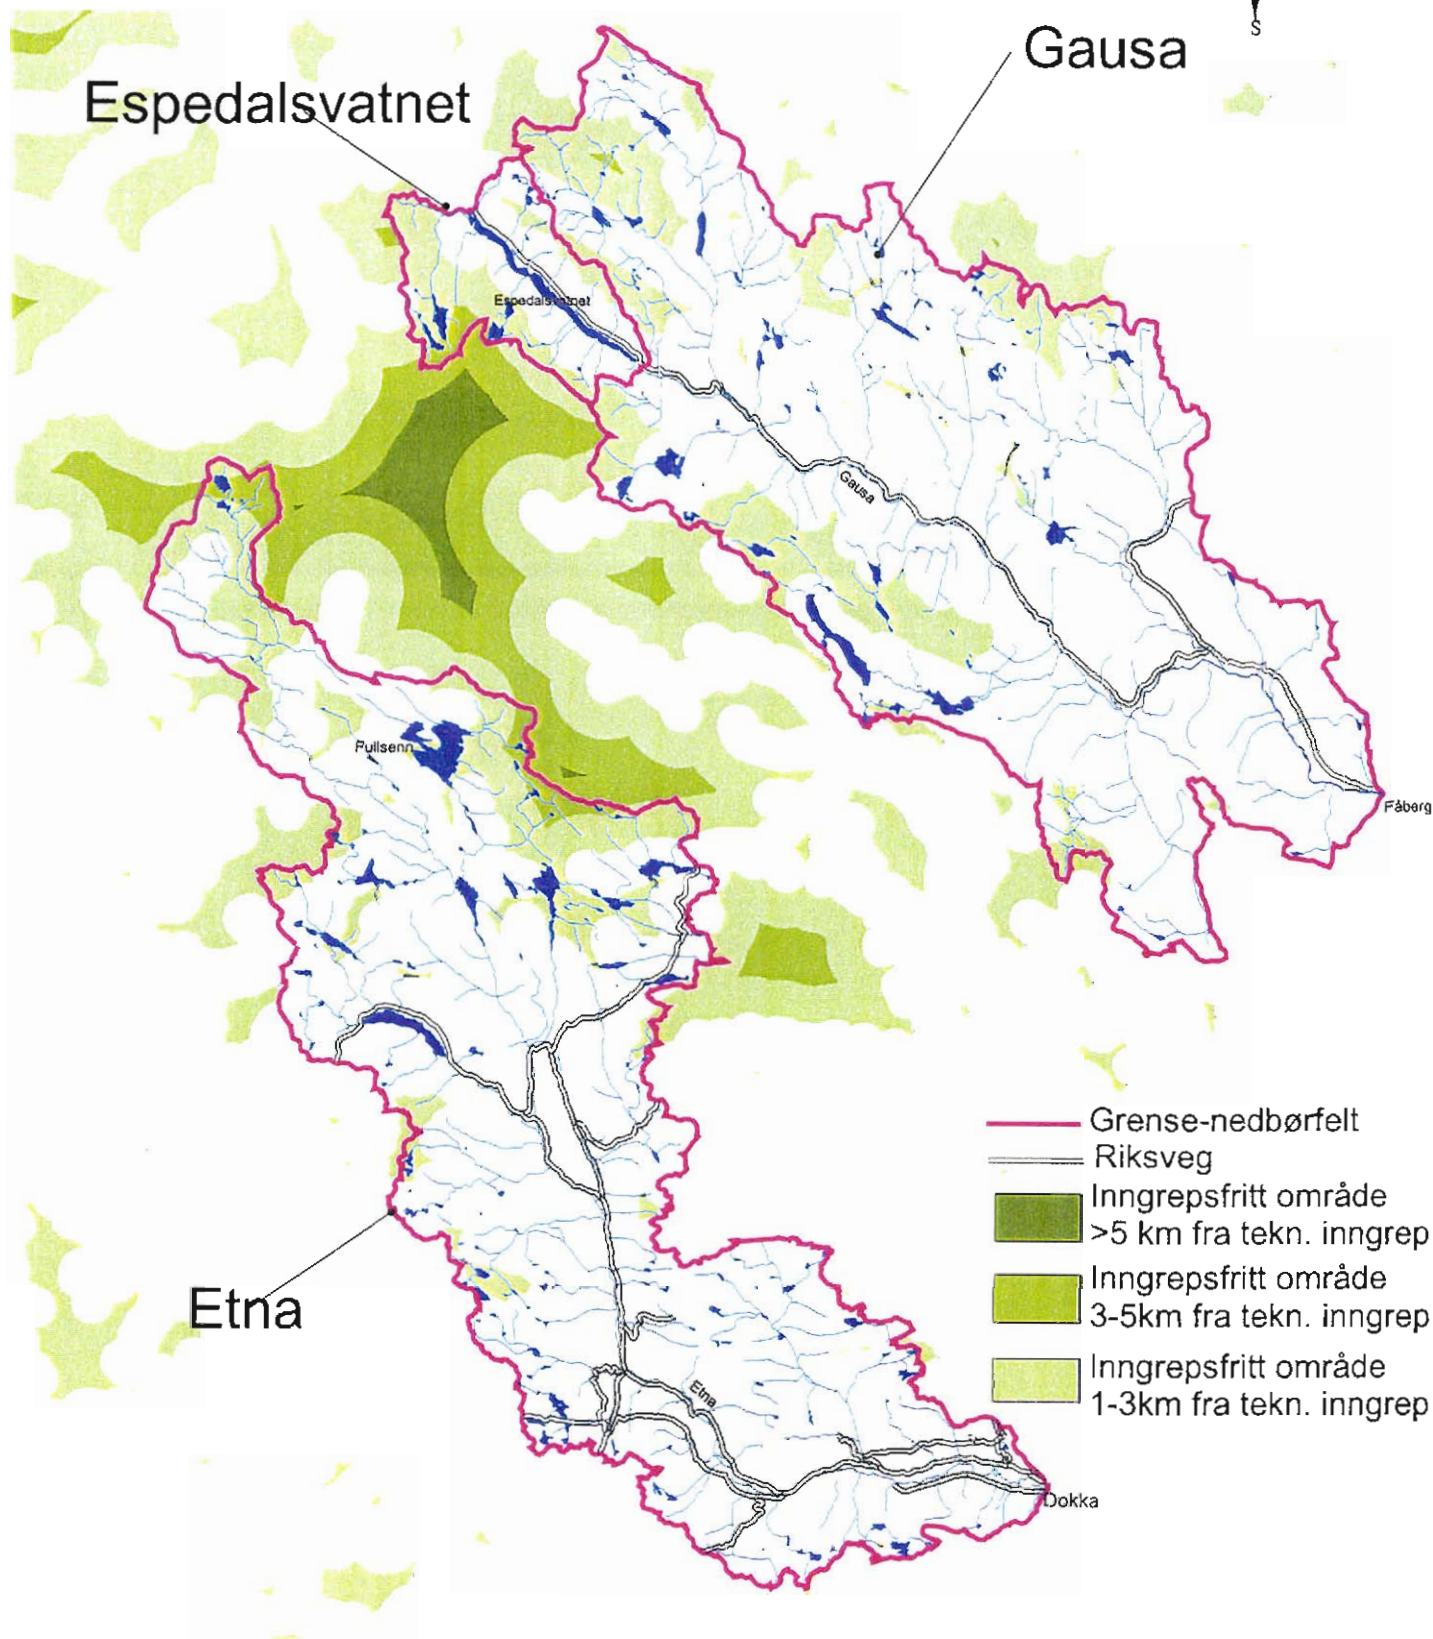 S
Gausa
Espedalsvatnet
Espedalsvatnet
Gausa
Fullsenn
Fåberg
Grense-nedbørfelt
Riksveg
Inngrepsfritt område
>5 km fra tekn. inngrep
Inngrepsfritt område
3-5km fra tekn. inngrep
Inngrepsfritt område
1-3km fra tekn. inngrep
Etna
Etna
Dokka